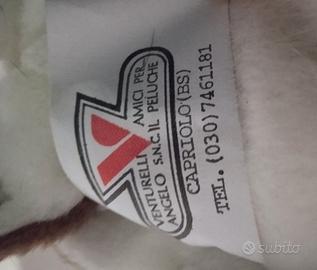 AMICI PER...
VENTURELLI
ANGELO S.N.C. IL PELUCHE
CAPRIOLO (BS)
TEL. (030) 7461181
subito